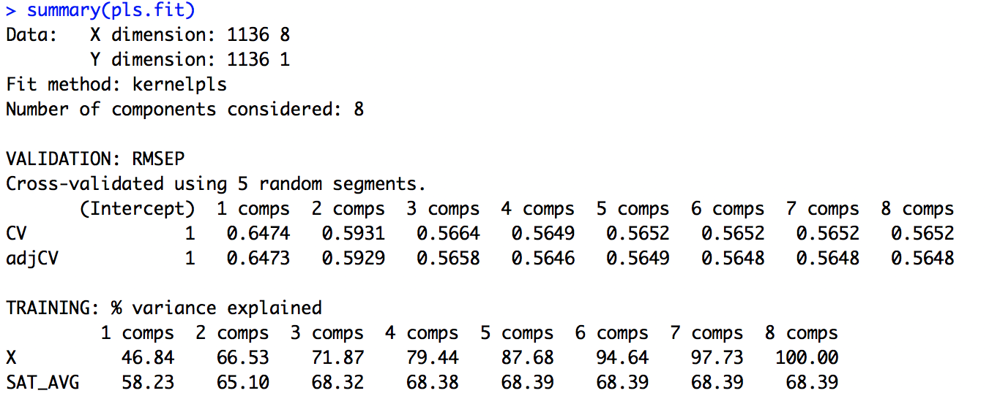 > summary(pls.fit)
Data:   X dimension: 1136 8
        Y dimension: 1136 1
Fit method: kernelpls
Number of components considered: 8

VALIDATION: RMSEP
Cross-validated using 5 random segments.
       (Intercept)  1 comps  2 comps  3 comps  4 comps  5 comps  6 comps  7 comps  8 comps
CV               1   0.6474   0.5931   0.5664   0.5649   0.5652   0.5652   0.5652   0.5652
adjCV            1   0.6473   0.5929   0.5658   0.5646   0.5649   0.5648   0.5648   0.5648

TRAINING: % variance explained
         1 comps  2 comps  3 comps  4 comps  5 comps  6 comps  7 comps  8 comps
X          46.84    66.53    71.87    79.44    87.68    94.64    97.73   100.00
SAT_AVG    58.23    65.10    68.32    68.38    68.39    68.39    68.39    68.39